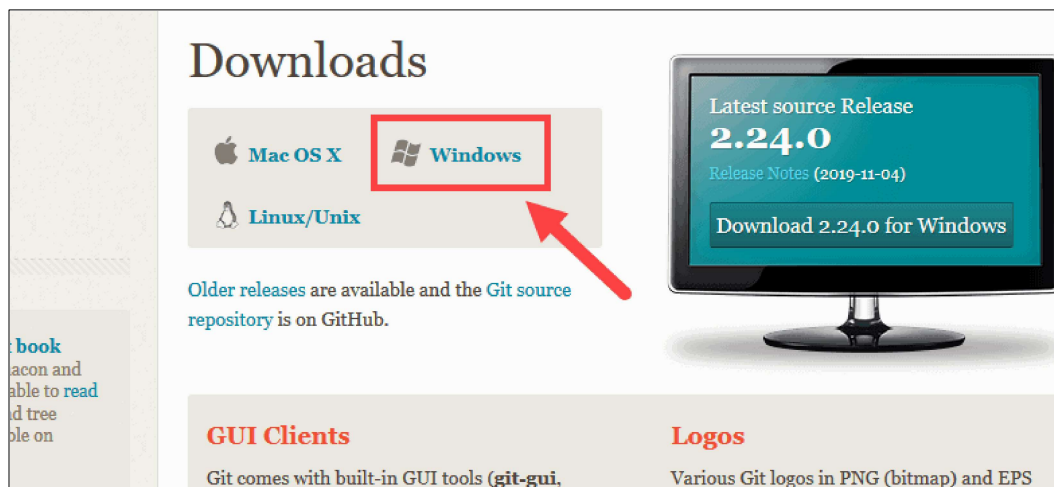 Downloads
Mac OS X
Windows
Linux/Unix
Older releases are available and the Git source
repository is on GitHub.
Latest source Release
2.24.0
Release Notes (2019-11-04)
Download 2.24.0 for Windows
book
and
able to read
tree
on
GUI Clients
Git comes with built-in GUI tools (git-gui,
Logos
Various Git logos in PNG (bitmap) and EPS